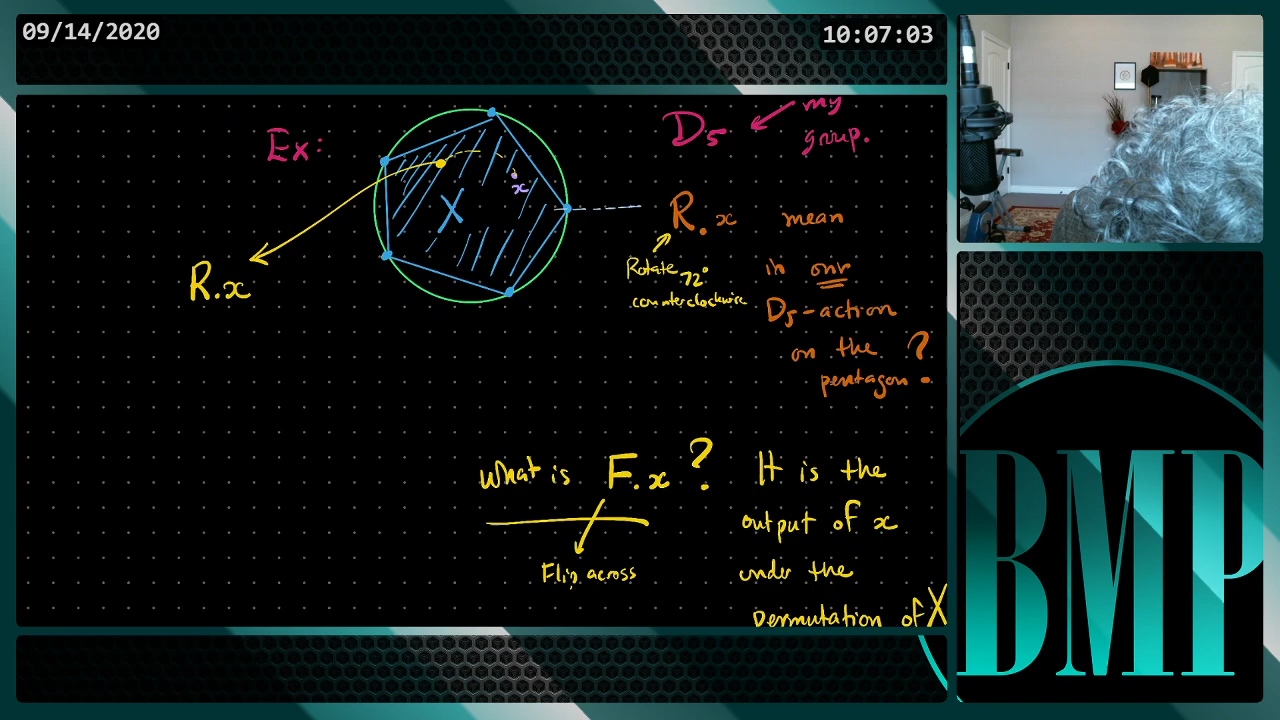 09/14/2020
10:07:03
Ex:
D5
my
group.
x
X
R.x mean
Rotate 72°
counterclockwise
in our
D5-action
on the ?
pentagon
R.x
What is F.x ?
Flip across
It is the
output of x
under the
permutation of X
BMP